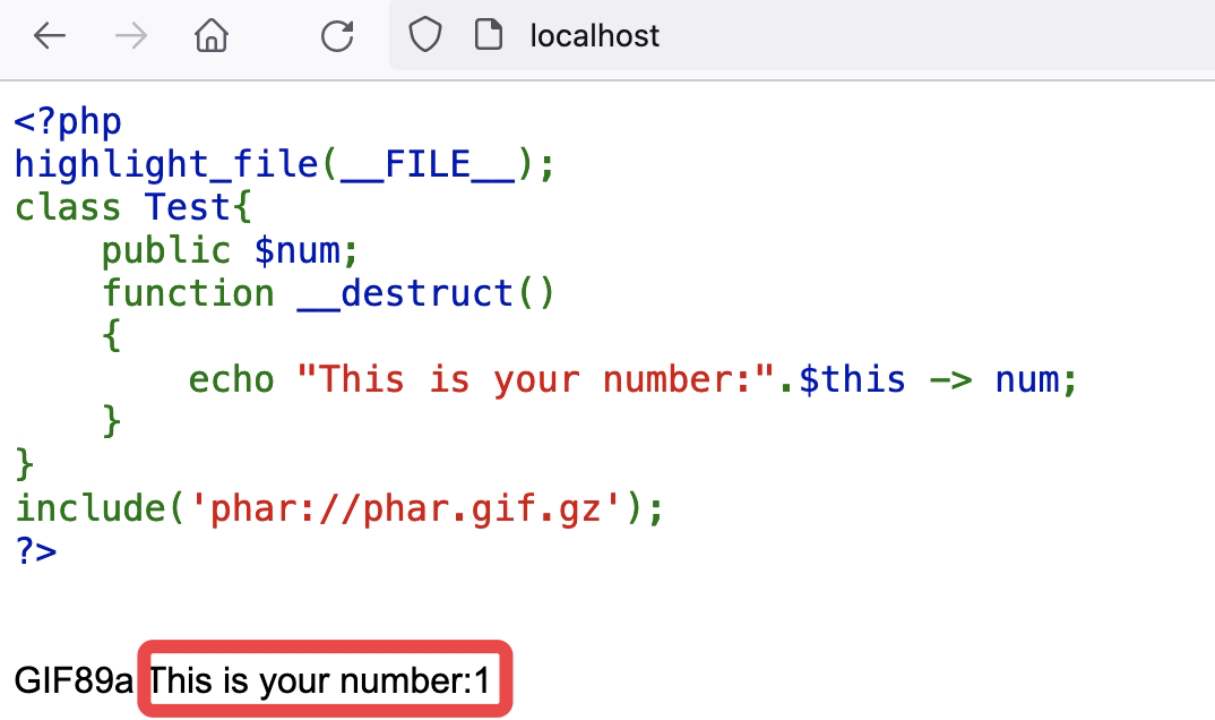 localhost
<?php
highlight_file(__FILE__);
class Test{
    public $num;
    function __destruct()
    {
        echo "This is your number:".$this -> num;
    }
}
include('phar://phar.gif.gz');
?>
GIF89a This is your number:1